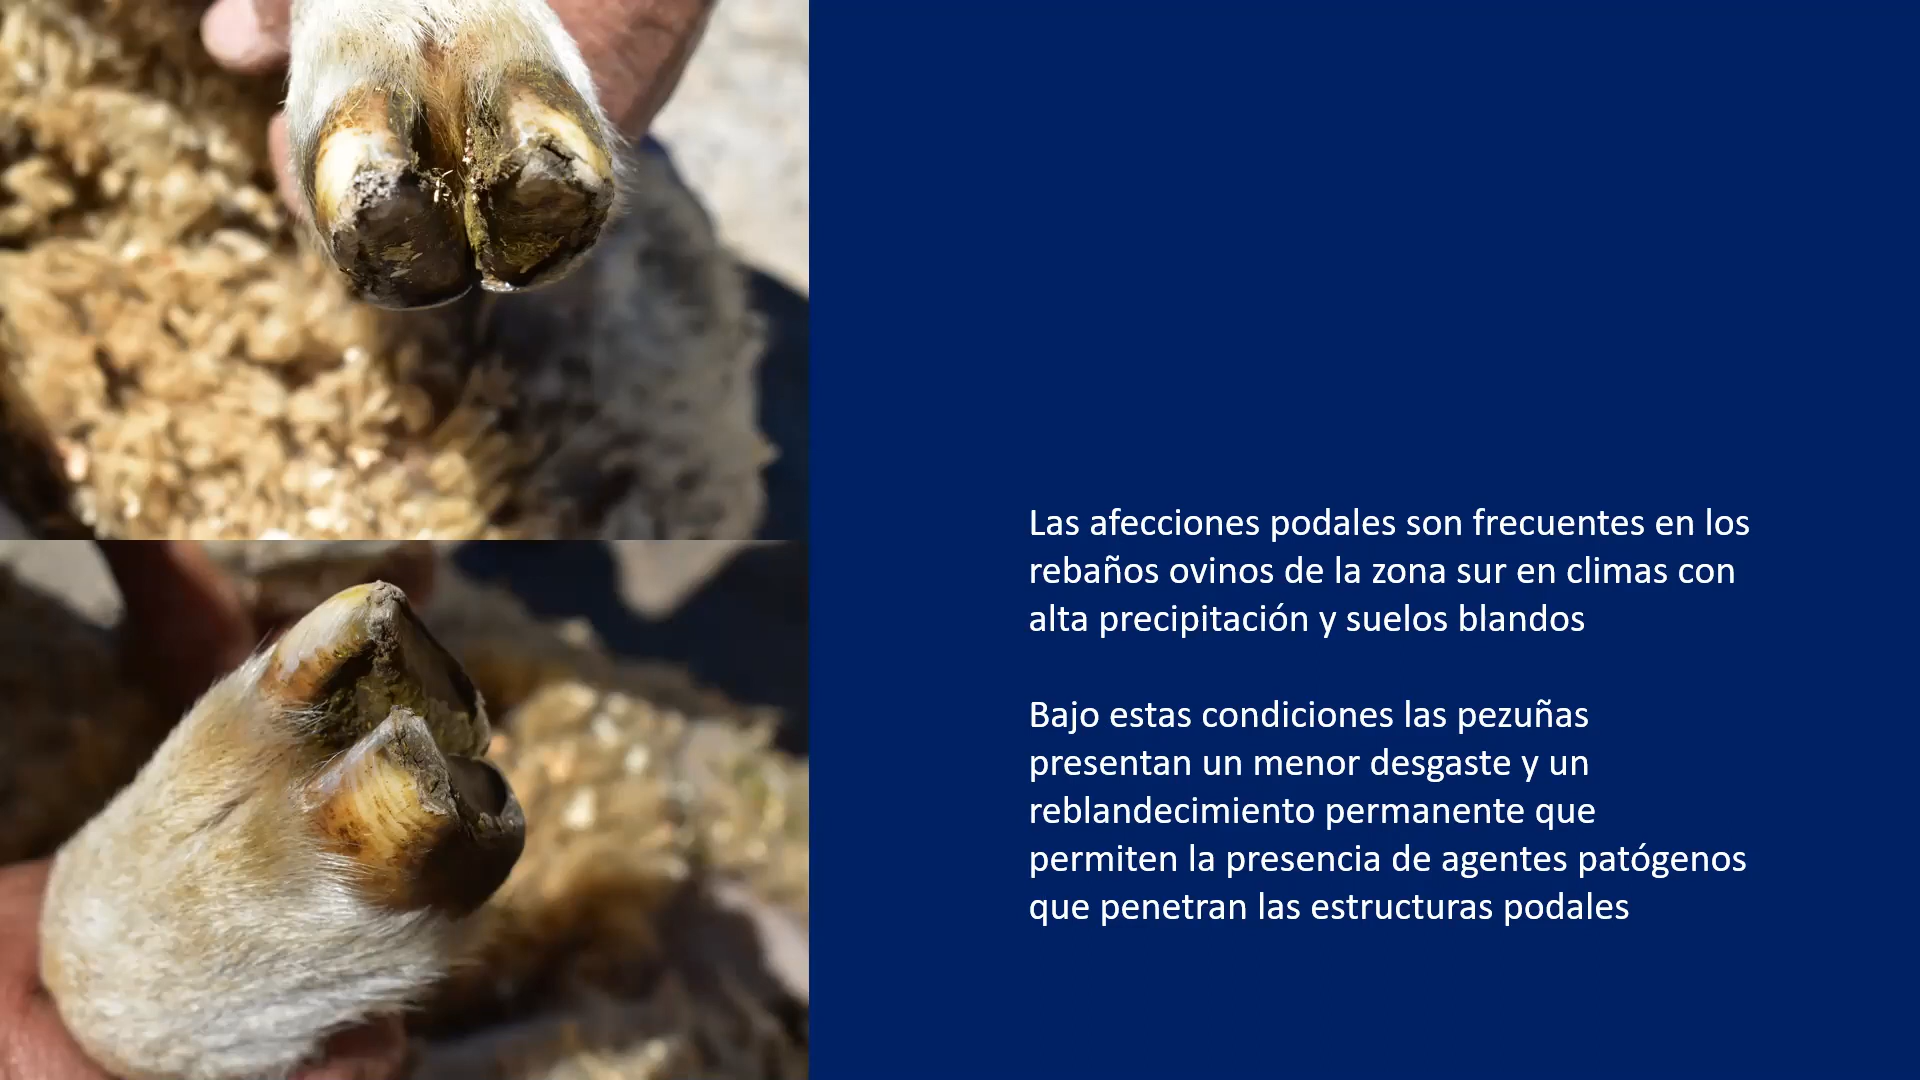 Las afecciones podales son frecuentes en los
rebaños ovinos de la zona sur en climas con
alta precipitación y suelos blandos
Bajo estas condiciones las pezuñas
presentan un menor desgaste y un
reblandecimiento permanente que
permiten la presencia de agentes patógenos
que penetran las estructuras podales